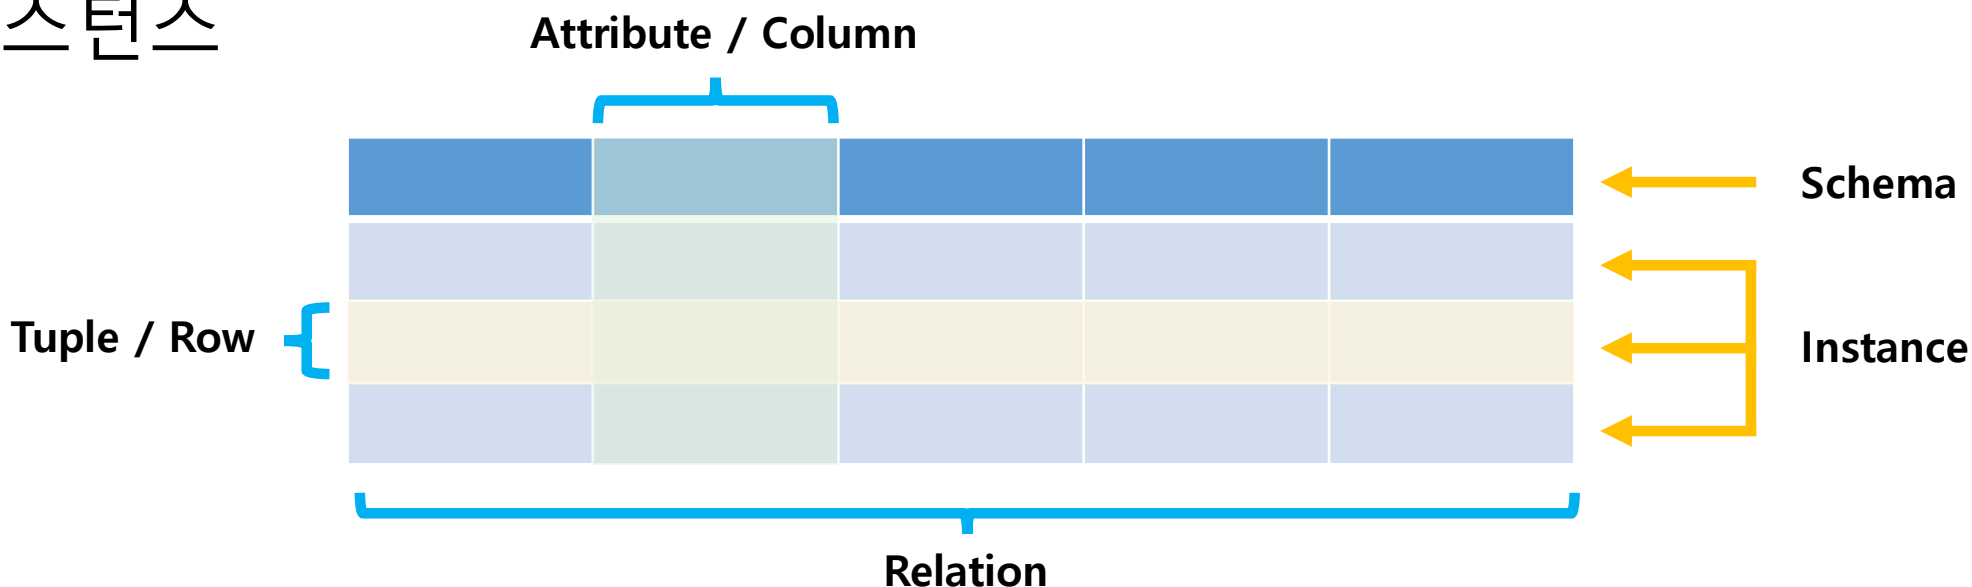 스턴스
Attribute / Column
Schema
Tuple / Row
Instance
Relation